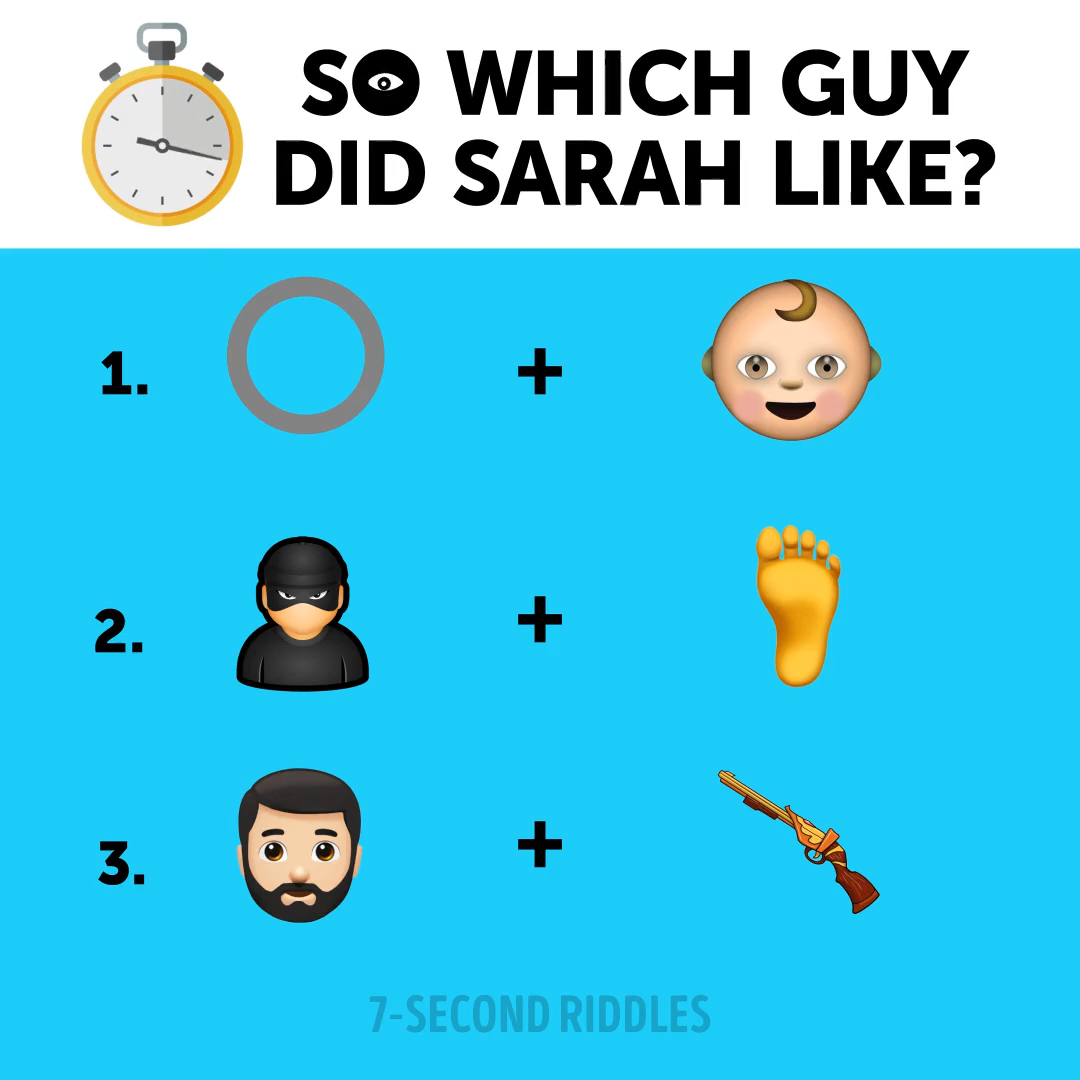 SO WHICH GUY
DID SARAH LIKE?
1. +
2. +
3. +
7-SECOND RIDDLES